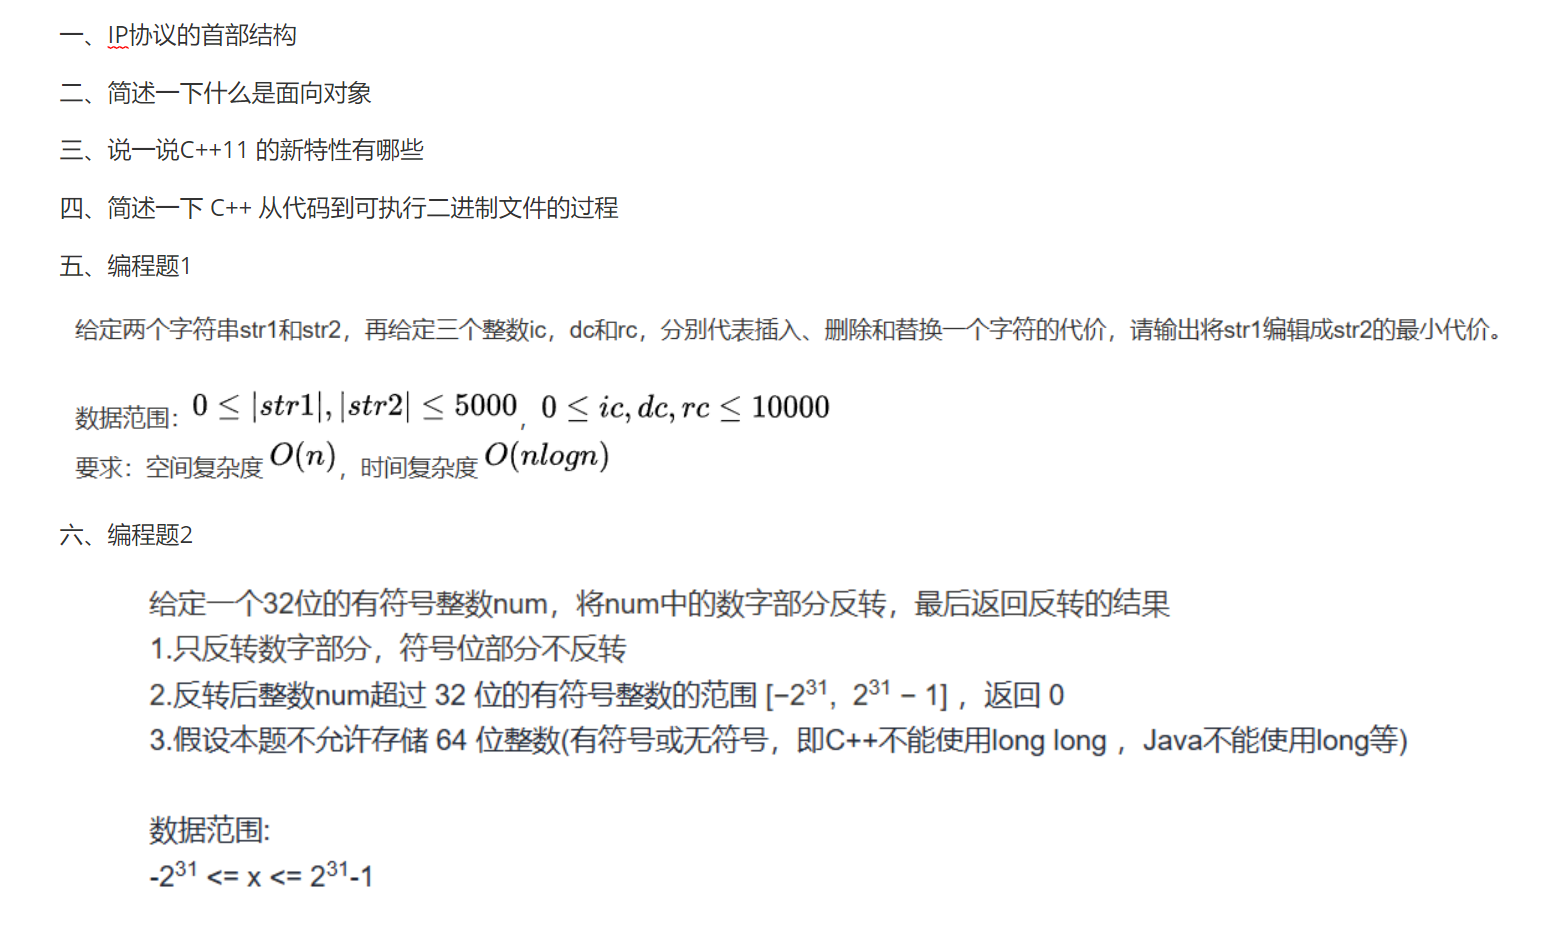 一、IP协议的首部结构
二、简述一下什么是面向对象
三、说一说C++11 的新特性有哪些
四、简述一下 C++ 从代码到可执行二进制文件的过程
五、编程题1
给定两个字符串str1和str2，再给定三个整数ic，dc和rc，分别代表插入、删除和替换一个字符的代价，请输出将str1编辑成str2的最小代价。
数据范围：0 ≤ |str1|, |str2| ≤ 5000，0 ≤ ic, dc, rc ≤ 10000
要求：空间复杂度 O(n)，时间复杂度 O(nlogn)
六、编程题2
给定一个32位的有符号整数num，将num中的数字部分反转，最后返回反转的结果
1.只反转数字部分，符号位部分不反转
2.反转后整数num超过 32 位的有符号整数的范围 [−2³¹, 2³¹ − 1] ，返回 0
3.假设本题不允许存储 64 位整数(有符号或无符号，即C++不能使用long long ，Java不能使用long等)
数据范围:
-2³¹ <= x <= 2³¹-1